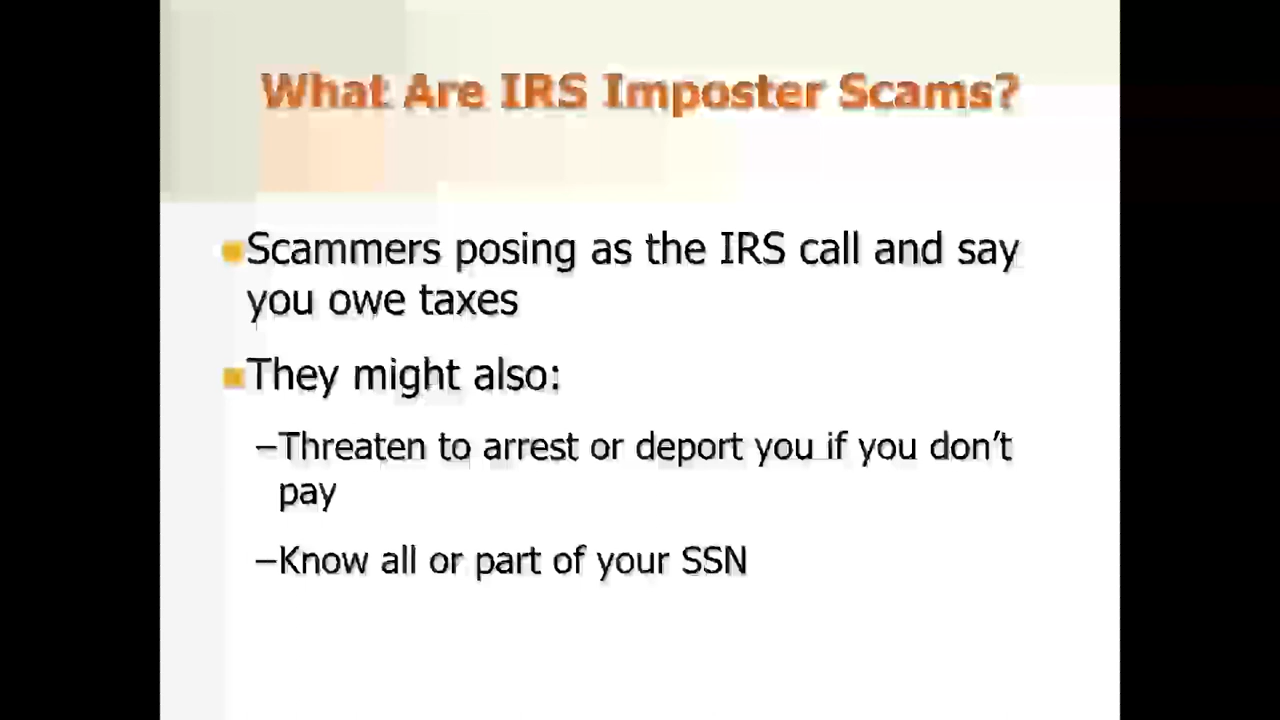 What Are IRS Imposter Scams?
Scammers posing as the IRS call and say
you owe taxes
They might also:
–Threaten to arrest or deport you if you don’t
pay
–Know all or part of your SSN